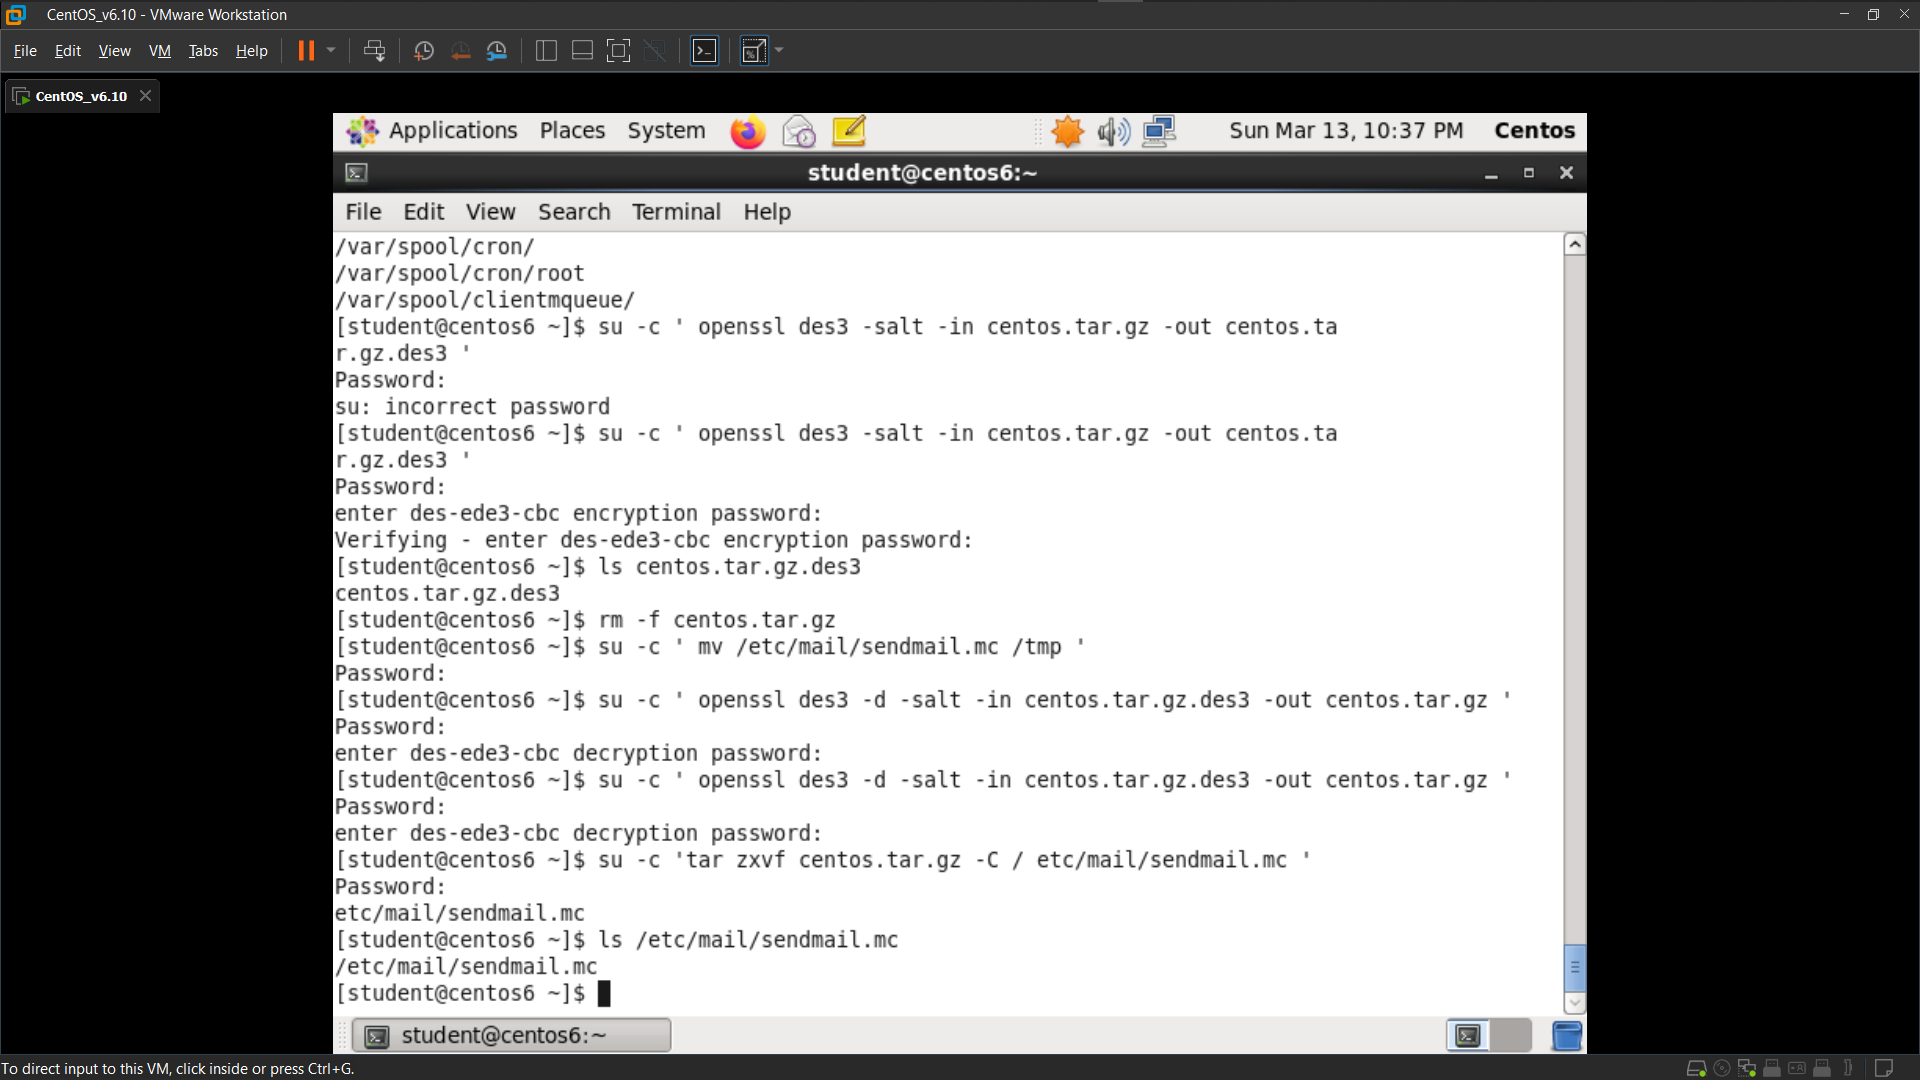 CentOS_v6.10 - VMware Workstation
File Edit View VM Tabs Help
CentOS_v6.10
Applications Places System Sun Mar 13, 10:37 PM Centos
student@centos6:~
File Edit View Search Terminal Help
/var/spool/cron/
/var/spool/cron/root
/var/spool/clientmqueue/
[student@centos6 ~]$ su -c ' openssl des3 -salt -in centos.tar.gz -out centos.ta
r.gz.des3 '
Password:
su: incorrect password
[student@centos6 ~]$ su -c ' openssl des3 -salt -in centos.tar.gz -out centos.ta
r.gz.des3 '
Password:
enter des-ede3-cbc encryption password:
Verifying - enter des-ede3-cbc encryption password:
[student@centos6 ~]$ ls centos.tar.gz.des3
centos.tar.gz.des3
[student@centos6 ~]$ rm -f centos.tar.gz
[student@centos6 ~]$ su -c ' mv /etc/mail/sendmail.mc /tmp '
Password:
[student@centos6 ~]$ su -c ' openssl des3 -d -salt -in centos.tar.gz.des3 -out centos.tar.gz '
Password:
enter des-ede3-cbc decryption password:
[student@centos6 ~]$ su -c ' openssl des3 -d -salt -in centos.tar.gz.des3 -out centos.tar.gz '
Password:
enter des-ede3-cbc decryption password:
[student@centos6 ~]$ su -c 'tar zxvf centos.tar.gz -C / etc/mail/sendmail.mc '
Password:
etc/mail/sendmail.mc
[student@centos6 ~]$ ls /etc/mail/sendmail.mc
/etc/mail/sendmail.mc
[student@centos6 ~]$
student@centos6:~
To direct input to this VM, click inside or press Ctrl+G.